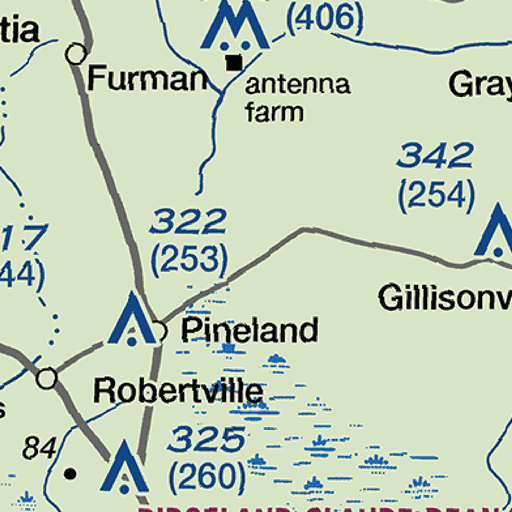 tia
(406)
Furman
antenna
farm
Gray
342
(254)
322
(253)
17
44)
Gillisonv
Pineland
Robertville
s
325
(260)
84